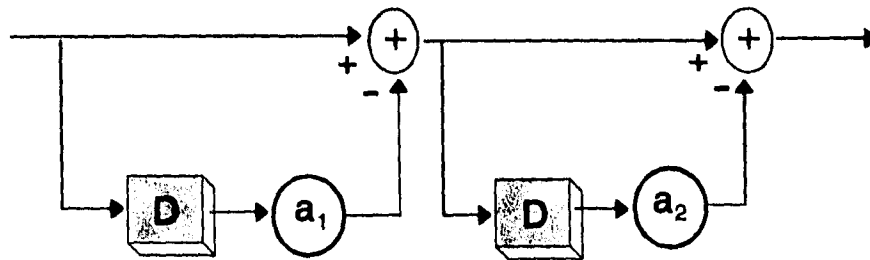 + +
+ +
- -
D a₁ D a₂